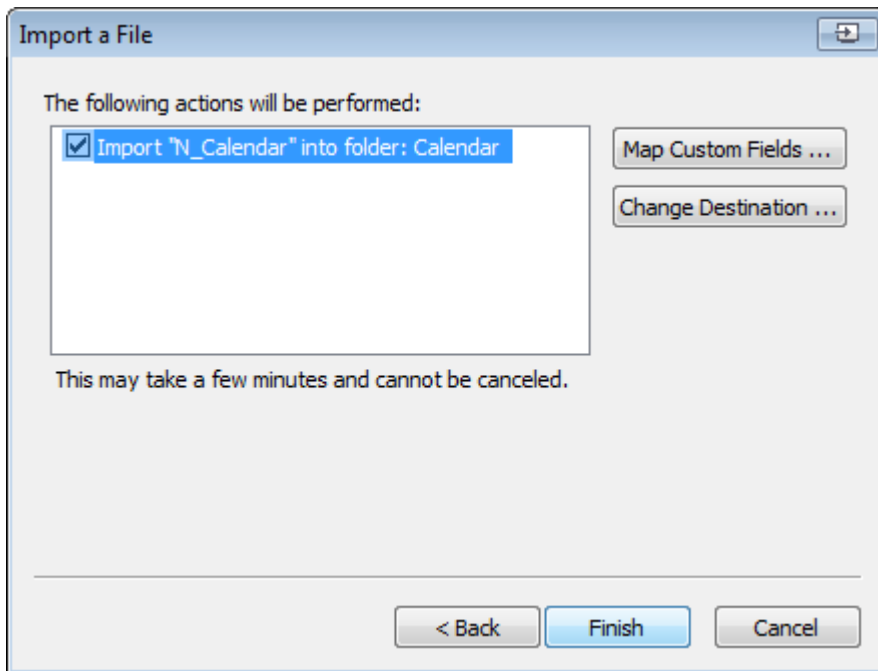 Import a File
The following actions will be performed:
Import "N_Calendar" into folder: Calendar
Map Custom Fields ...
Change Destination ...
This may take a few minutes and cannot be canceled.
< Back
Finish
Cancel